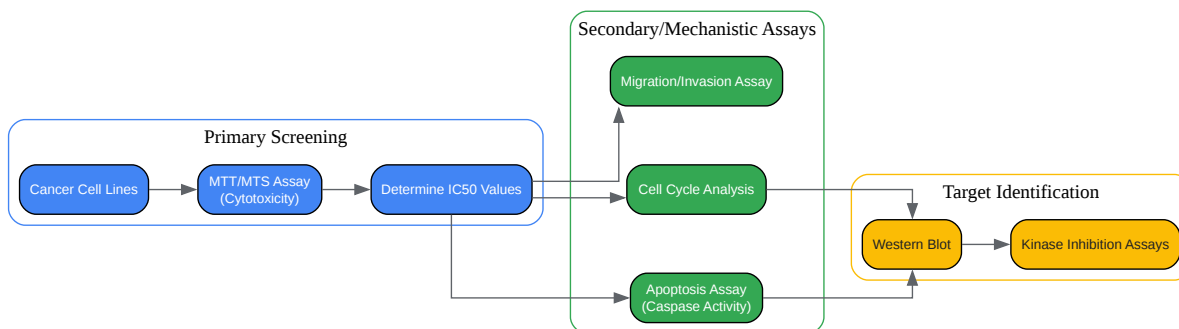 Primary Screening
Cancer Cell Lines
MTT/MTS Assay
(Cytotoxicity)
Determine IC50 Values
Secondary/Mechanistic Assays
Migration/Invasion Assay
Cell Cycle Analysis
Apoptosis Assay
(Caspase Activity)
Target Identification
Western Blot
Kinase Inhibition Assays